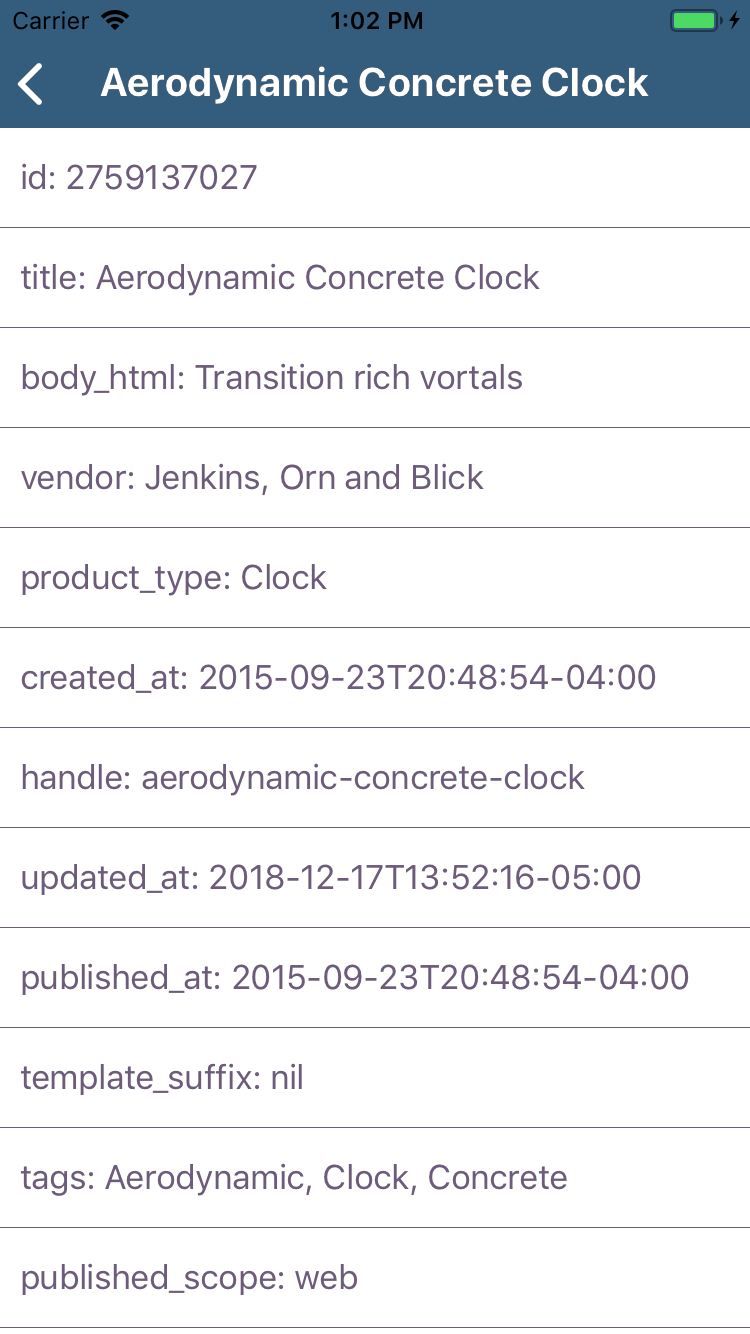 Carrier 1:02 PM
Aerodynamic Concrete Clock
id: 2759137027
title: Aerodynamic Concrete Clock
body_html: Transition rich vortals
vendor: Jenkins, Orn and Blick
product_type: Clock
created_at: 2015-09-23T20:48:54-04:00
handle: aerodynamic-concrete-clock
updated_at: 2018-12-17T13:52:16-05:00
published_at: 2015-09-23T20:48:54-04:00
template_suffix: nil
tags: Aerodynamic, Clock, Concrete
published_scope: web